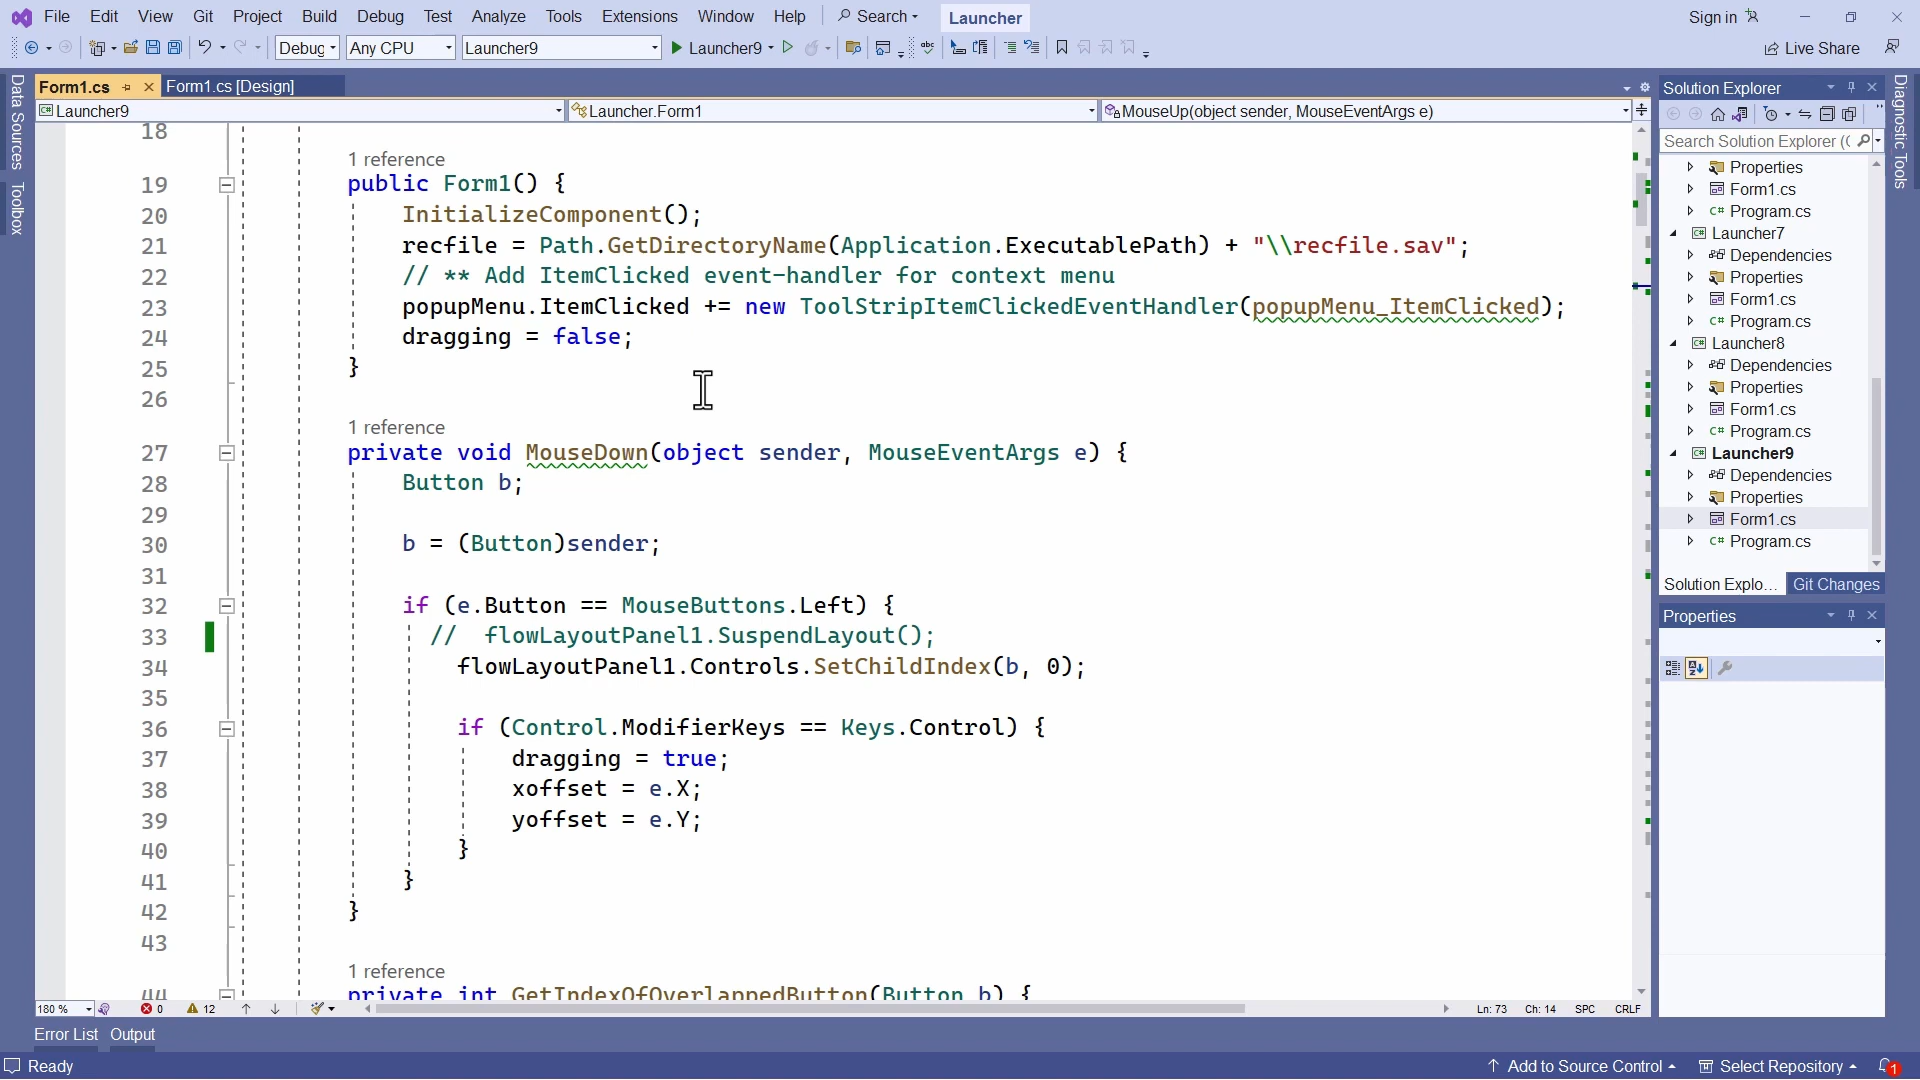 File Edit View Git Project Build Debug Test Analyze Tools Extensions Window Help Search Launcher Sign in
Debug Any CPU Launcher9 Launcher9 Live Share
Form1.cs Form1.cs [Design]
Launcher9 Launcher.Form1 MouseUp(object sender, MouseEventArgs e)
Data Sources
Toolbox
18
1 reference
19 public Form1() {
20 InitializeComponent();
21 recfile = Path.GetDirectoryName(Application.ExecutablePath) + "\\recfile.sav";
22 // ** Add ItemClicked event-handler for context menu
23 popupMenu.ItemClicked += new ToolStripItemClickedEventHandler(popupMenu_ItemClicked);
24 dragging = false;
25 }
26
1 reference
27 private void MouseDown(object sender, MouseEventArgs e) {
28 Button b;
29
30 b = (Button)sender;
31
32 if (e.Button == MouseButtons.Left) {
33 // flowLayoutPanel1.SuspendLayout();
34 flowLayoutPanel1.Controls.SetChildIndex(b, 0);
35
36 if (Control.ModifierKeys == Keys.Control) {
37 dragging = true;
38 xoffset = e.X;
39 yoffset = e.Y;
40 }
41 }
42 }
43
1 reference
44 private int GetIndexOfOverlappedButton(Button b) {
180 % 0 12 Ln: 73 Ch: 14 SPC CRLF
Solution Explorer
Search Solution Explorer (
Properties
Form1.cs
Program.cs
Launcher7
Dependencies
Properties
Form1.cs
Program.cs
Launcher8
Dependencies
Properties
Form1.cs
Program.cs
Launcher9
Dependencies
Properties
Form1.cs
Program.cs
Solution Explo... Git Changes
Properties
Diagnostic Tools
Error List Output
Ready Add to Source Control Select Repository 1